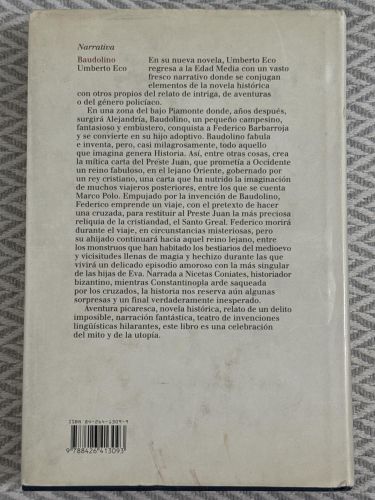 Narrativa
Baudolino
Umberto Eco
En su nueva novela, Umberto Eco
regresa a la Edad Media con un vasto
fresco narrativo donde se conjugan
elementos de la novela histórica
con otros propios del relato de intriga, de aventuras
o del género policíaco.
En una zona del bajo Piamonte donde, años después,
surgirá Alejandría, Baudolino, un pequeño campesino,
fantasioso y embustero, conquista a Federico Barbarroja
y se convierte en su hijo adoptivo. Baudolino fabula
e inventa, pero, casi milagrosamente, todo aquello
que imagina genera Historia. Así, entre otras cosas, crea
la mítica carta del Preste Juan, que prometía a Occidente
un reino fabuloso, en el lejano Oriente, gobernado por
un rey cristiano, una carta que ha nutrido la imaginación
de muchos viajeros posteriores, entre los que se cuenta
Marco Polo. Empujado por la invención de Baudolino,
Federico emprende un viaje, con el pretexto de hacer
una cruzada, para restituir al Preste Juan la más preciosa
reliquia de la cristiandad, el Santo Greal. Federico morirá
durante el viaje, en circunstancias misteriosas, pero
su ahijado continuará hacia aquel reino lejano, entre
los monstruos que han habitado los bestiarios del medioevo
y vicisitudes llenas de magia y hechizo durante las que
vivirá un delicado episodio amoroso con la más singular
de las hijas de Eva. Narrada a Nicetas Coniates, historiador
bizantino, mientras Constantinopla arde saqueada
por los cruzados, la historia nos reserva aún algunas
sorpresas y un final verdaderamente inesperado.
Aventura picaresca, novela histórica, relato de un delito
imposible, narración fantástica, teatro de invenciones
lingüísticas hilarantes, este libro es una celebración
del mito y de la utopía.
ISBN 84-264-1309-9
9 788426 413093